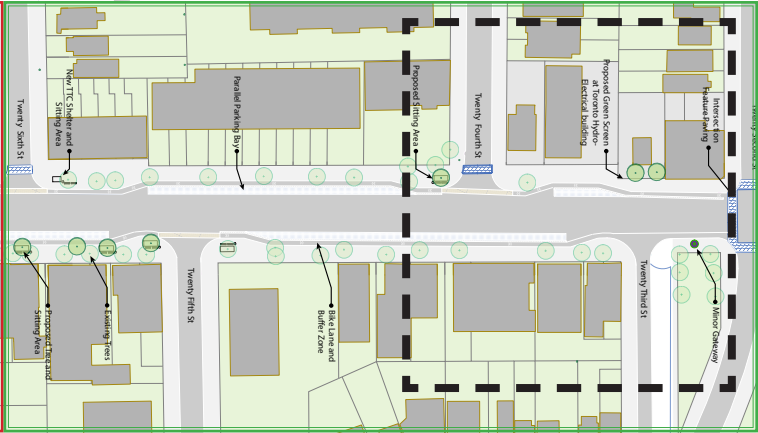 Twenty Sixth St
New TTC Shelter and
Sitting Area
Parallel Parking Bay
Proposed Sitting Area
Twenty Fourth St
Proposed Green Screen
at Toronto Hydro-
Electrical building
Intersection
Feature Paving
Proposed Tree and
Sitting Area
Existing Trees
Twenty Fifth St
Bike Lane and
Buffer Zone
Twenty Third St
Minor Gateway